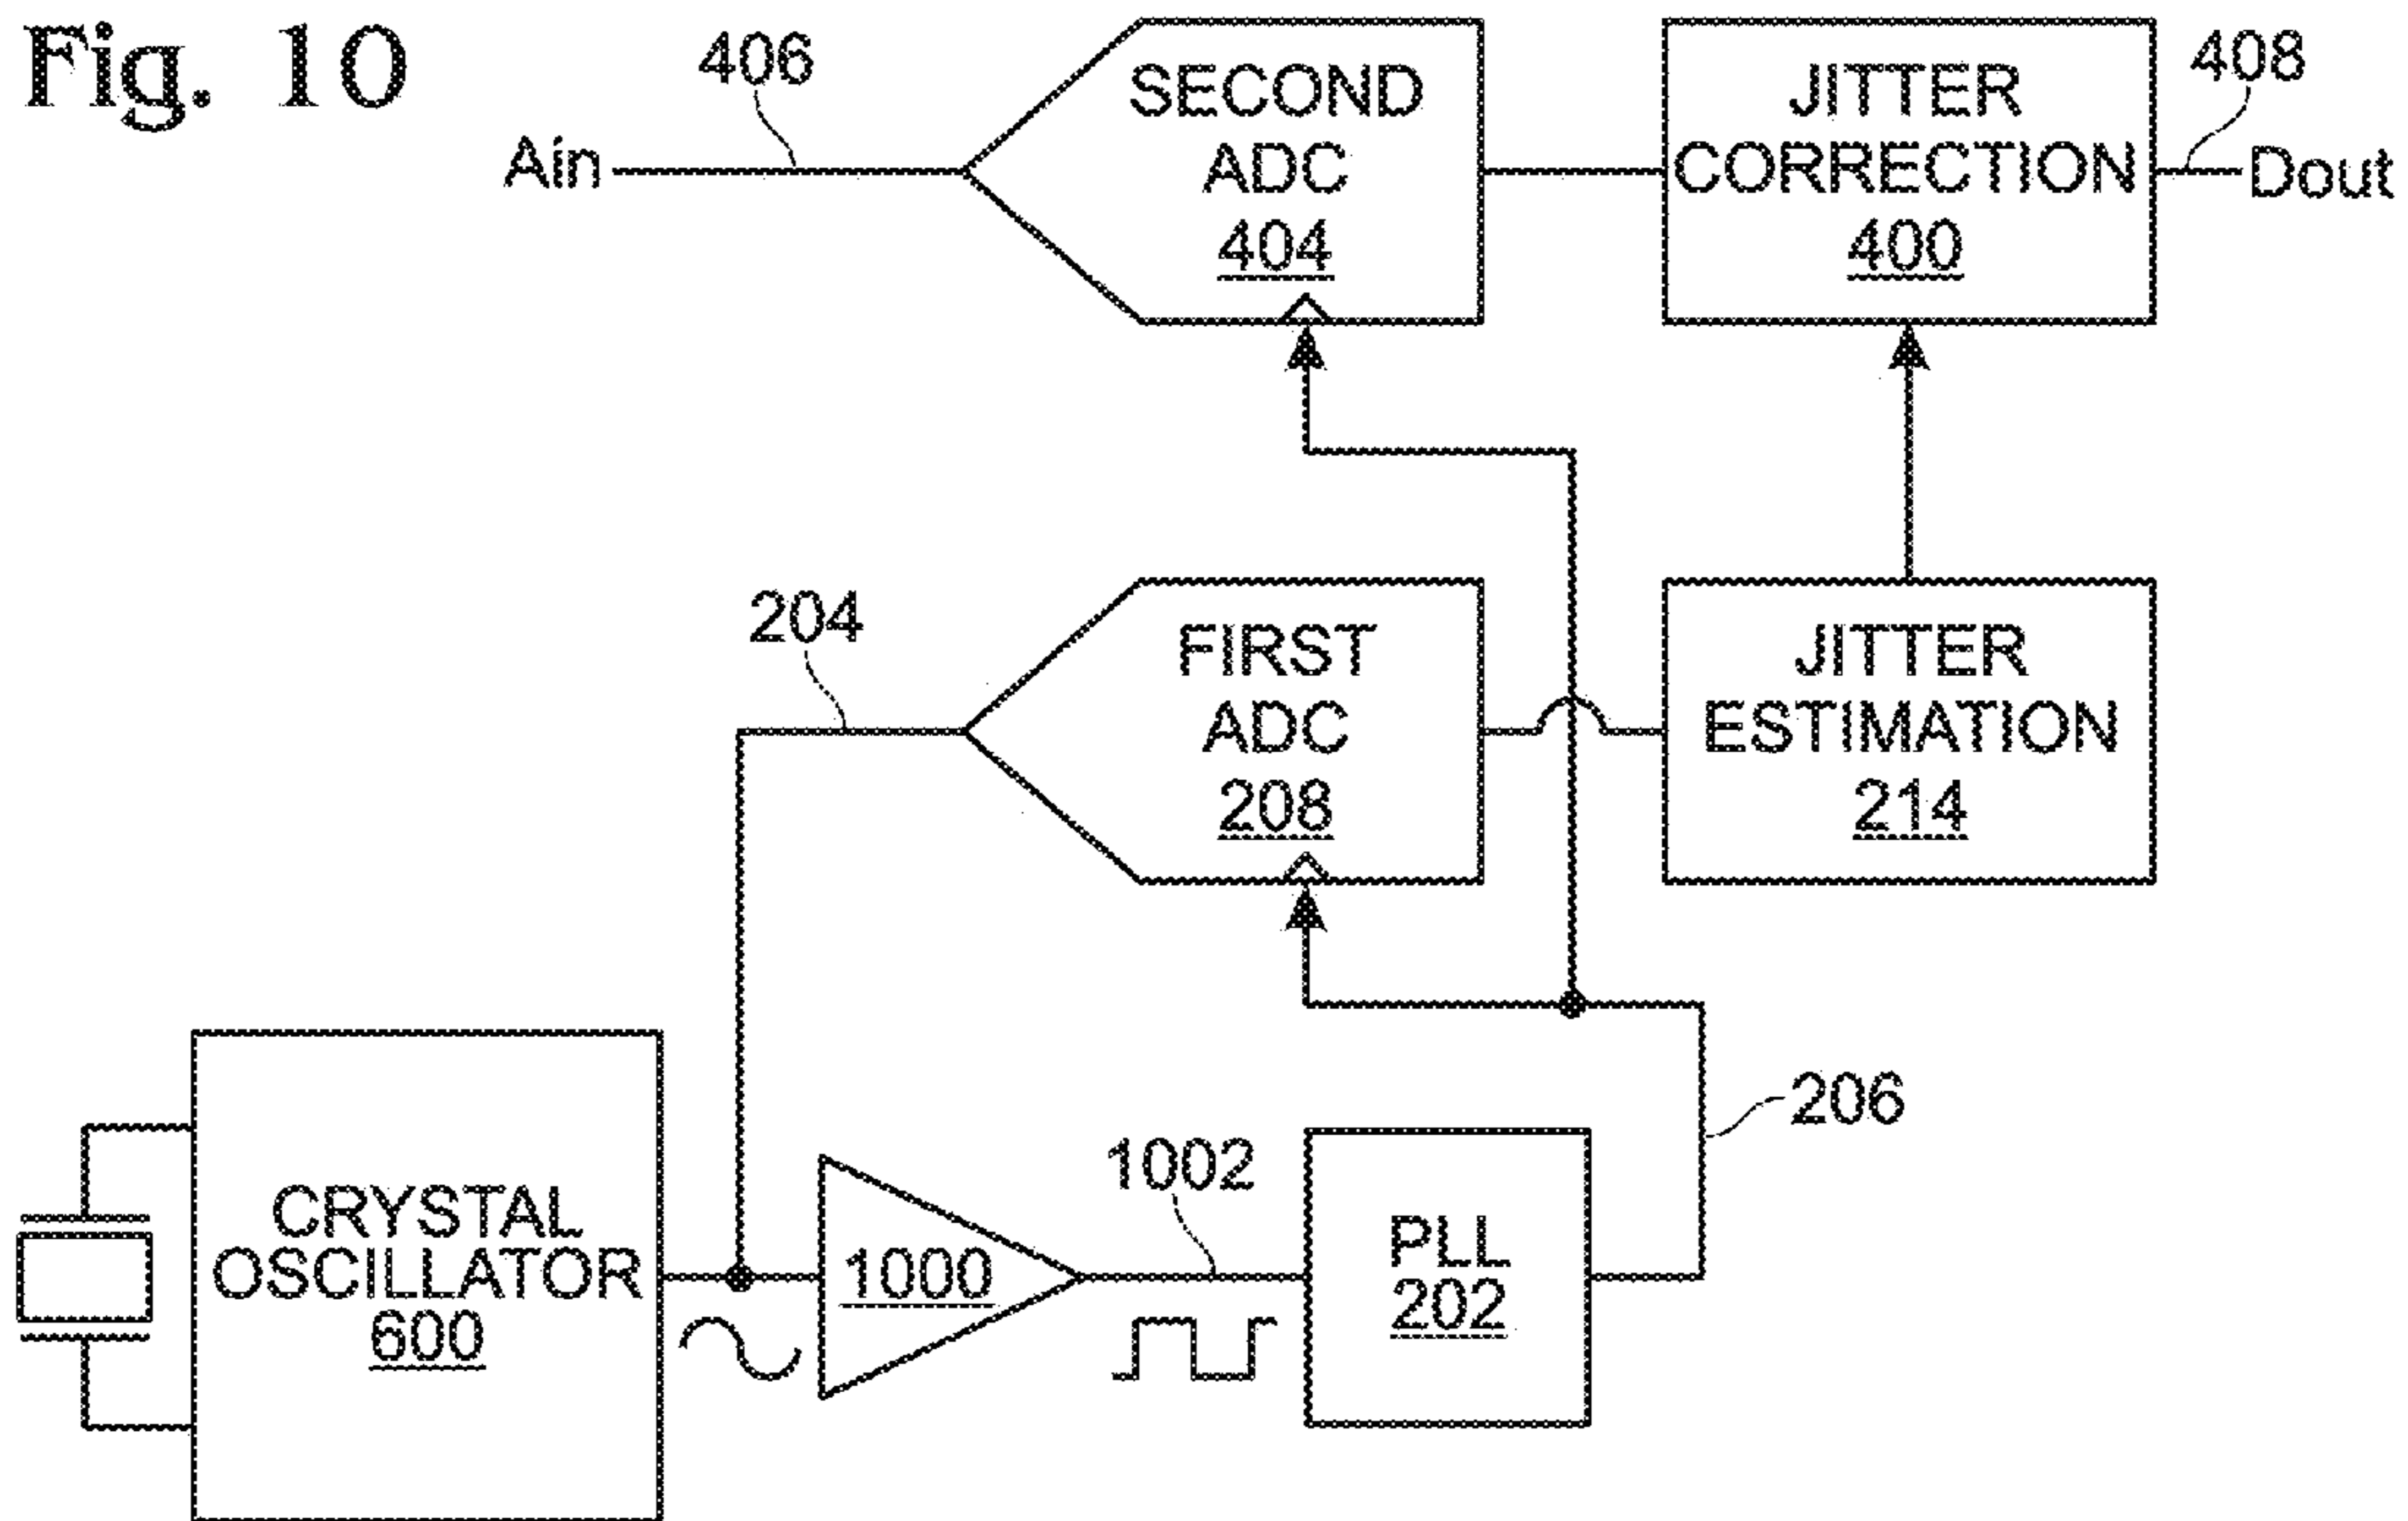 Fig. 10
406
408
Ain
SECOND
ADC
404
JITTER
CORRECTION
400
Dout
204
FIRST
ADC
208
JITTER
ESTIMATION
214
206
1002
CRYSTAL
OSCILLATOR
600
1000
PLL
202